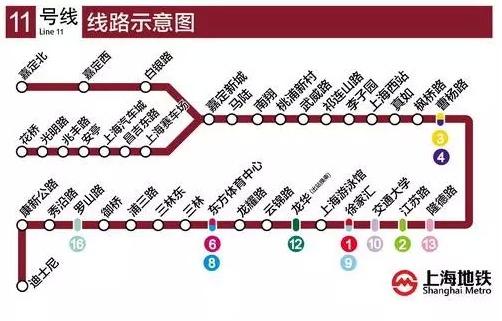 11 号线
Line 11
线路示意图
嘉定北
嘉定西
白银路
花桥
光明路
兆丰路
安亭
上海汽车城
昌吉东路
上海赛车场
嘉定新城
马陆
南翔
桃浦新村
武威路
祁连山路
李子园
上海西站
真如
枫桥路
曹杨路
3
4
康新公路
秀沿路
罗山路
16
御桥
浦三路
三林东
三林
东方体育中心
6
8
龙耀路
云锦路
龙华
12
上海游泳馆
徐家汇
1
9
交通大学
10
江苏路
2
隆德路
13
迪士尼
上海地铁
Shanghai Metro